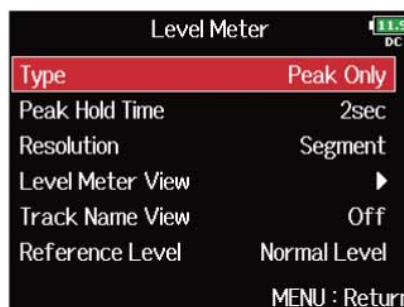 Level Meter
DC
Type Peak Only
Peak Hold Time 2sec
Resolution Segment
Level Meter View
Track Name View Off
Reference Level Normal Level
MENU : Return